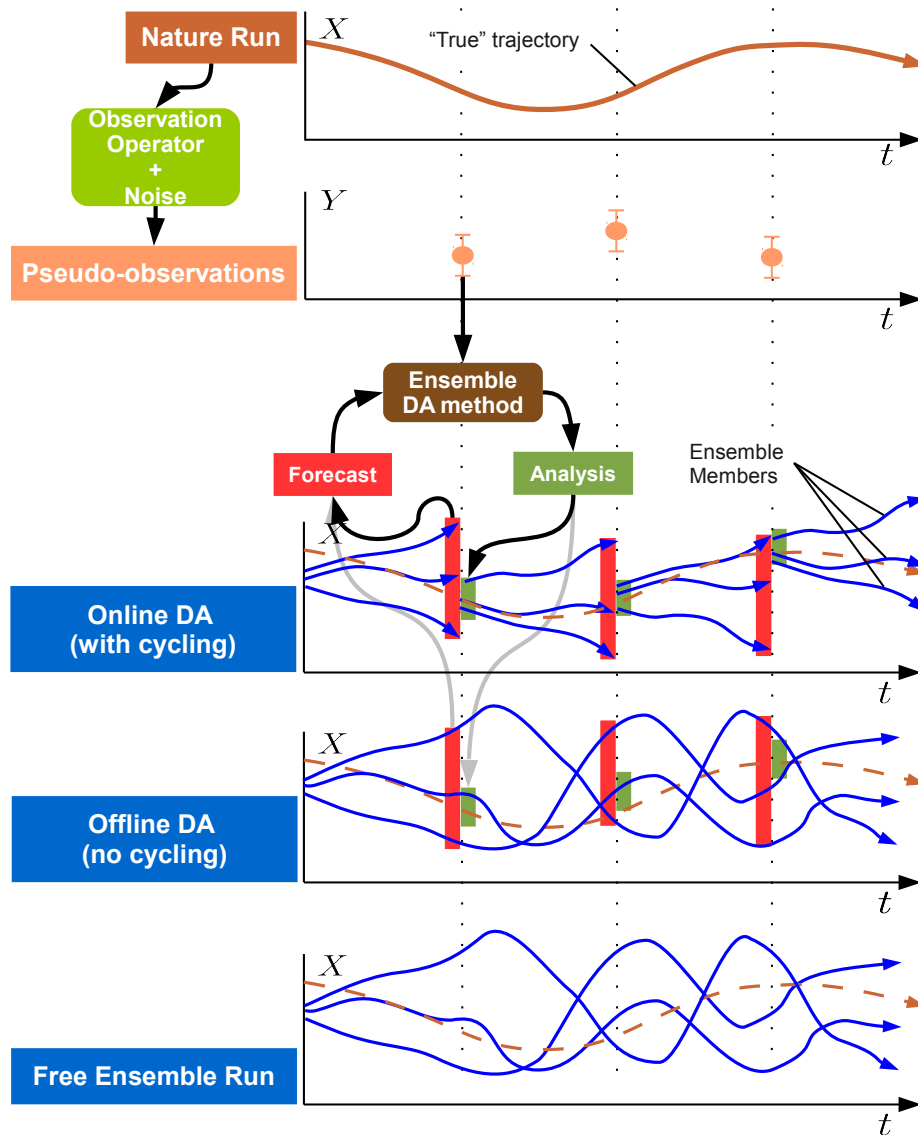 Nature Run
X
“True” trajectory
t
Observation
Operator
+
Noise
Y
Pseudo-observations
t
Ensemble
DA method
Forecast
Analysis
Ensemble
Members
X
Online DA
(with cycling)
t
X
Offline DA
(no cycling)
t
X
Free Ensemble Run
t